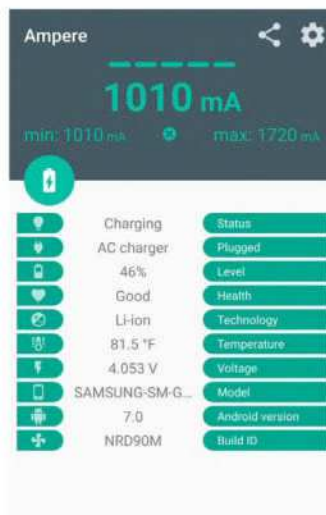 Ampere
1010 mA
min: 1010 mA max: 1720 mA
Charging Status
AC charger Plugged
46% Level
Good Health
Li-ion Technology
81.5 °F Temperature
4.053 V Voltage
SAMSUNG-SM-G... Model
7.0 Android version
NRD90M Build ID